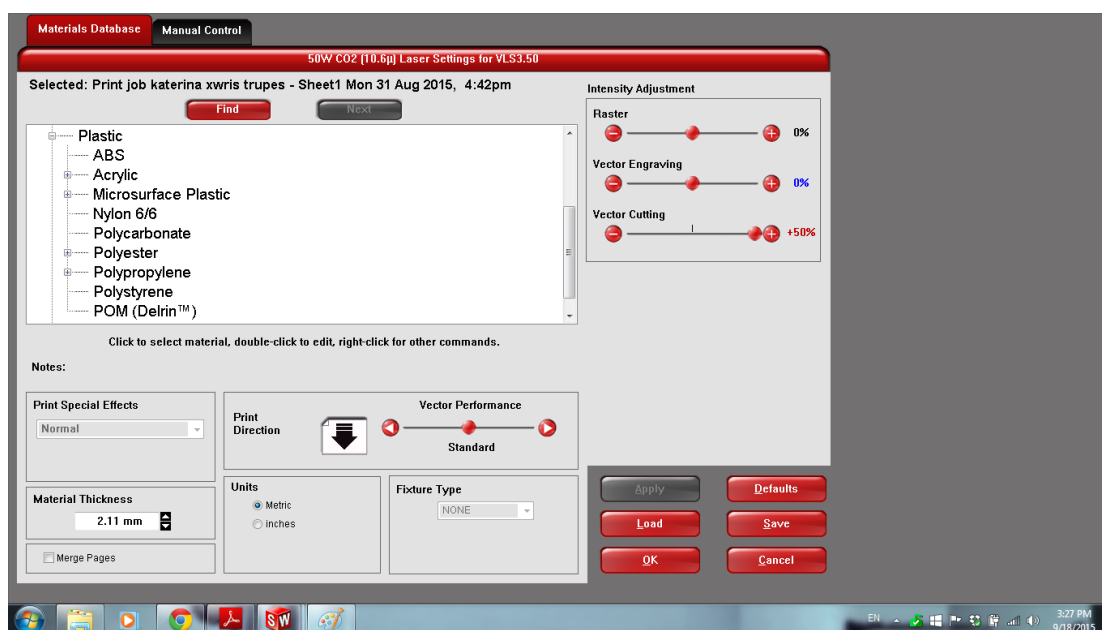 Materials Database
Manual Control
50W CO2 (10.6µ) Laser Settings for VLS3.50
Selected: Print job katerina xwris trupes - Sheet1 Mon 31 Aug 2015, 4:42pm
Find
Next
Plastic
ABS
Acrylic
Microsurface Plastic
Nylon 6/6
Polycarbonate
Polyester
Polypropylene
Polystyrene
POM (Delrin™)
Click to select material, double-click to edit, right-click for other commands.
Notes:
Intensity Adjustment
Raster
0%
Vector Engraving
0%
Vector Cutting
+50%
Print Special Effects
Normal
Print
Direction
Vector Performance
Standard
Material Thickness
2.11 mm
Merge Pages
Units
Metric
inches
Fixture Type
NONE
Apply
Defaults
Load
Save
OK
Cancel
SW
EN
3:27 PM
9/18/2015